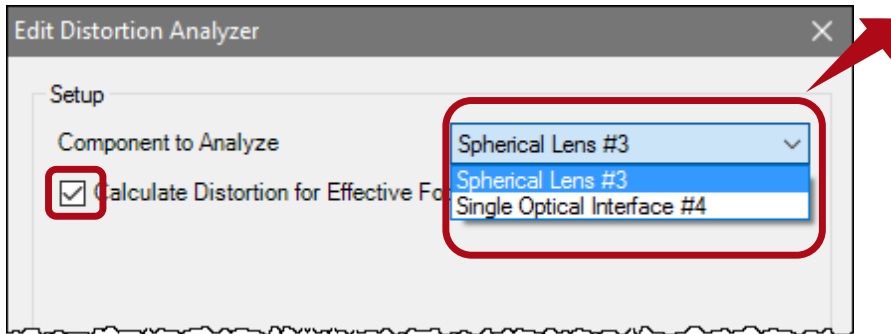 Edit Distortion Analyzer
Setup
Component to Analyze
Spherical Lens #3
Calculate Distortion for Effective
Spherical Lens #3
Single Optical Interface #4